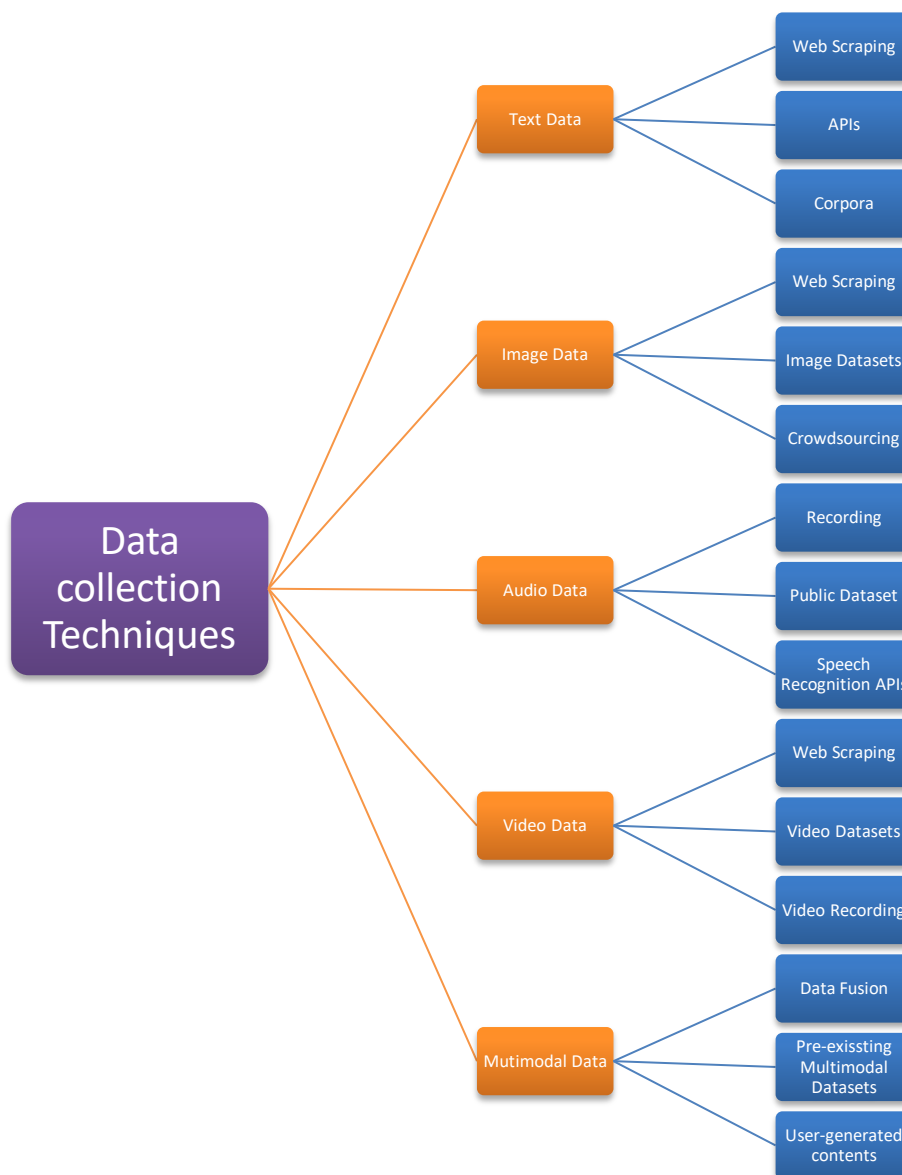 Data
collection
Techniques
Text Data
Web Scraping
APIs
Corpora
Image Data
Web Scraping
Image Datasets
Crowdsourcing
Audio Data
Recording
Public Dataset
Speech
Recognition APIs
Video Data
Web Scraping
Video Datasets
Video Recording
Mutimodal Data
Data Fusion
Pre-exissting
Multimodal
Datasets
User-generated
contents